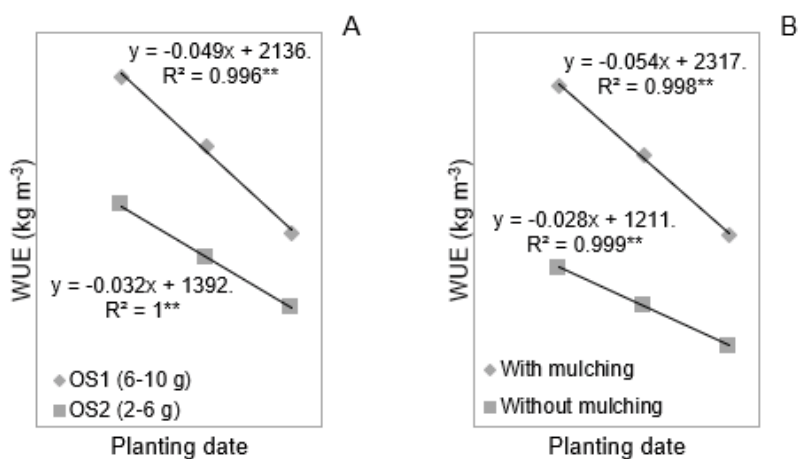 A
y = -0.049x + 2136.
R² = 0.996**
WUE (kg m⁻³)
y = -0.032x + 1392.
R² = 1**
OS1 (6-10 g)
OS2 (2-6 g)
Planting date
B
y = -0.054x + 2317.
R² = 0.998**
WUE (kg m⁻³)
y = -0.028x + 1211.
R² = 0.999**
With mulching
Without mulching
Planting date